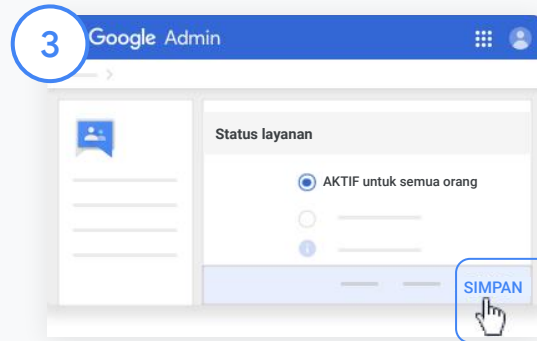 3
Google Admin
Status layanan
AKTIF untuk semua orang
SIMPAN